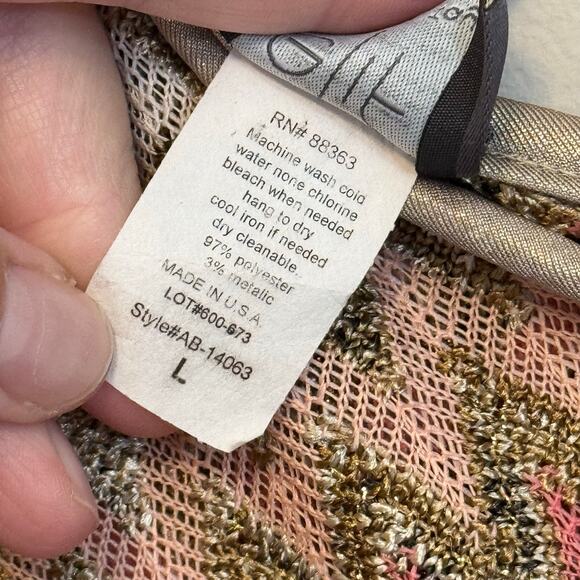 RN# 88363
Machine wash cold
water none chlorine
bleach when needed
hang to dry
cool iron if needed
dry cleanable.
97% polyester
3% metalic
MADE IN U.S.A.
LOT#600-673
Style#AB-14063
L